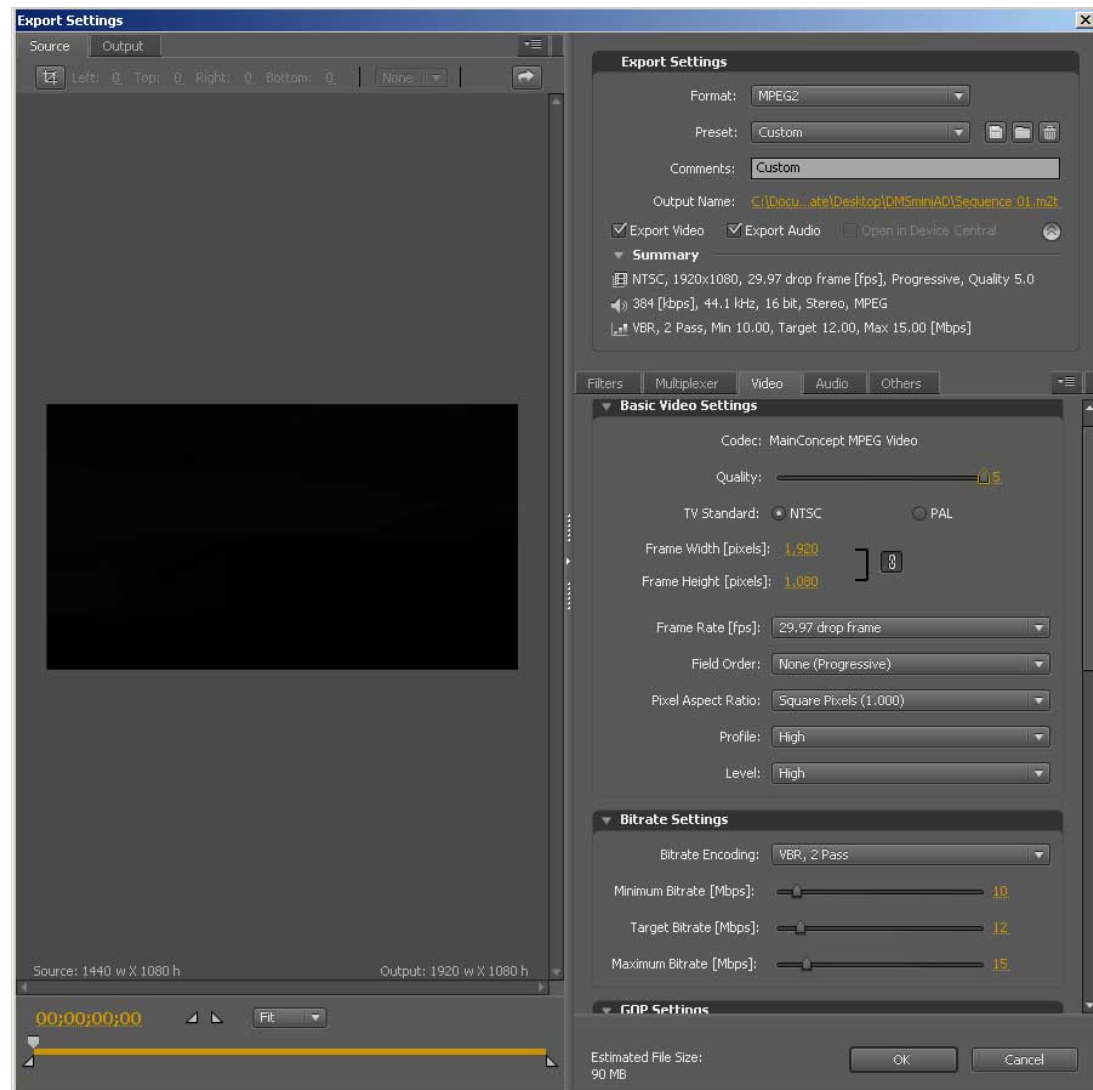 Export Settings
Source Output
Left: 0 Top: 0 Right: 0 Bottom: 0 None
Source: 1440 w X 1080 h Output: 1920 w X 1080 h
00;00;00;00 Fit
Export Settings
Format: MPEG2
Preset: Custom
Comments: Custom
Output Name: C:\Docu...ate\Desktop\DMSminiAD\Sequence 01.m2t
Export Video Export Audio Open in Device Central
Summary
NTSC, 1920x1080, 29.97 drop frame [fps], Progressive, Quality 5.0
384 [kbps], 44.1 kHz, 16 bit, Stereo, MPEG
VBR, 2 Pass, Min 10.00, Target 12.00, Max 15.00 [Mbps]
Filters Multiplexer Video Audio Others
Basic Video Settings
Codec: MainConcept MPEG Video
Quality: 5
TV Standard: NTSC PAL
Frame Width [pixels]: 1,920
Frame Height [pixels]: 1,080
Frame Rate [fps]: 29.97 drop frame
Field Order: None (Progressive)
Pixel Aspect Ratio: Square Pixels (1.000)
Profile: High
Level: High
Bitrate Settings
Bitrate Encoding: VBR, 2 Pass
Minimum Bitrate [Mbps]: 10
Target Bitrate [Mbps]: 12
Maximum Bitrate [Mbps]: 15
GOP Settings
Estimated File Size:
90 MB
OK Cancel